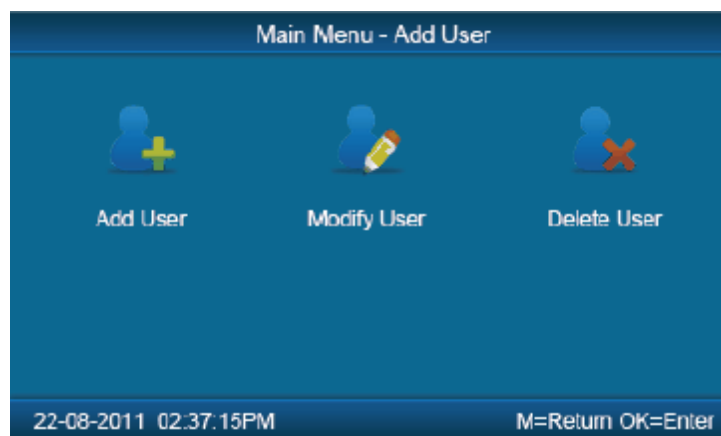 Main Menu - Add User
Add User Modify User Delete User
22-08-2011 02:37:15PM M=Return OK=Enter